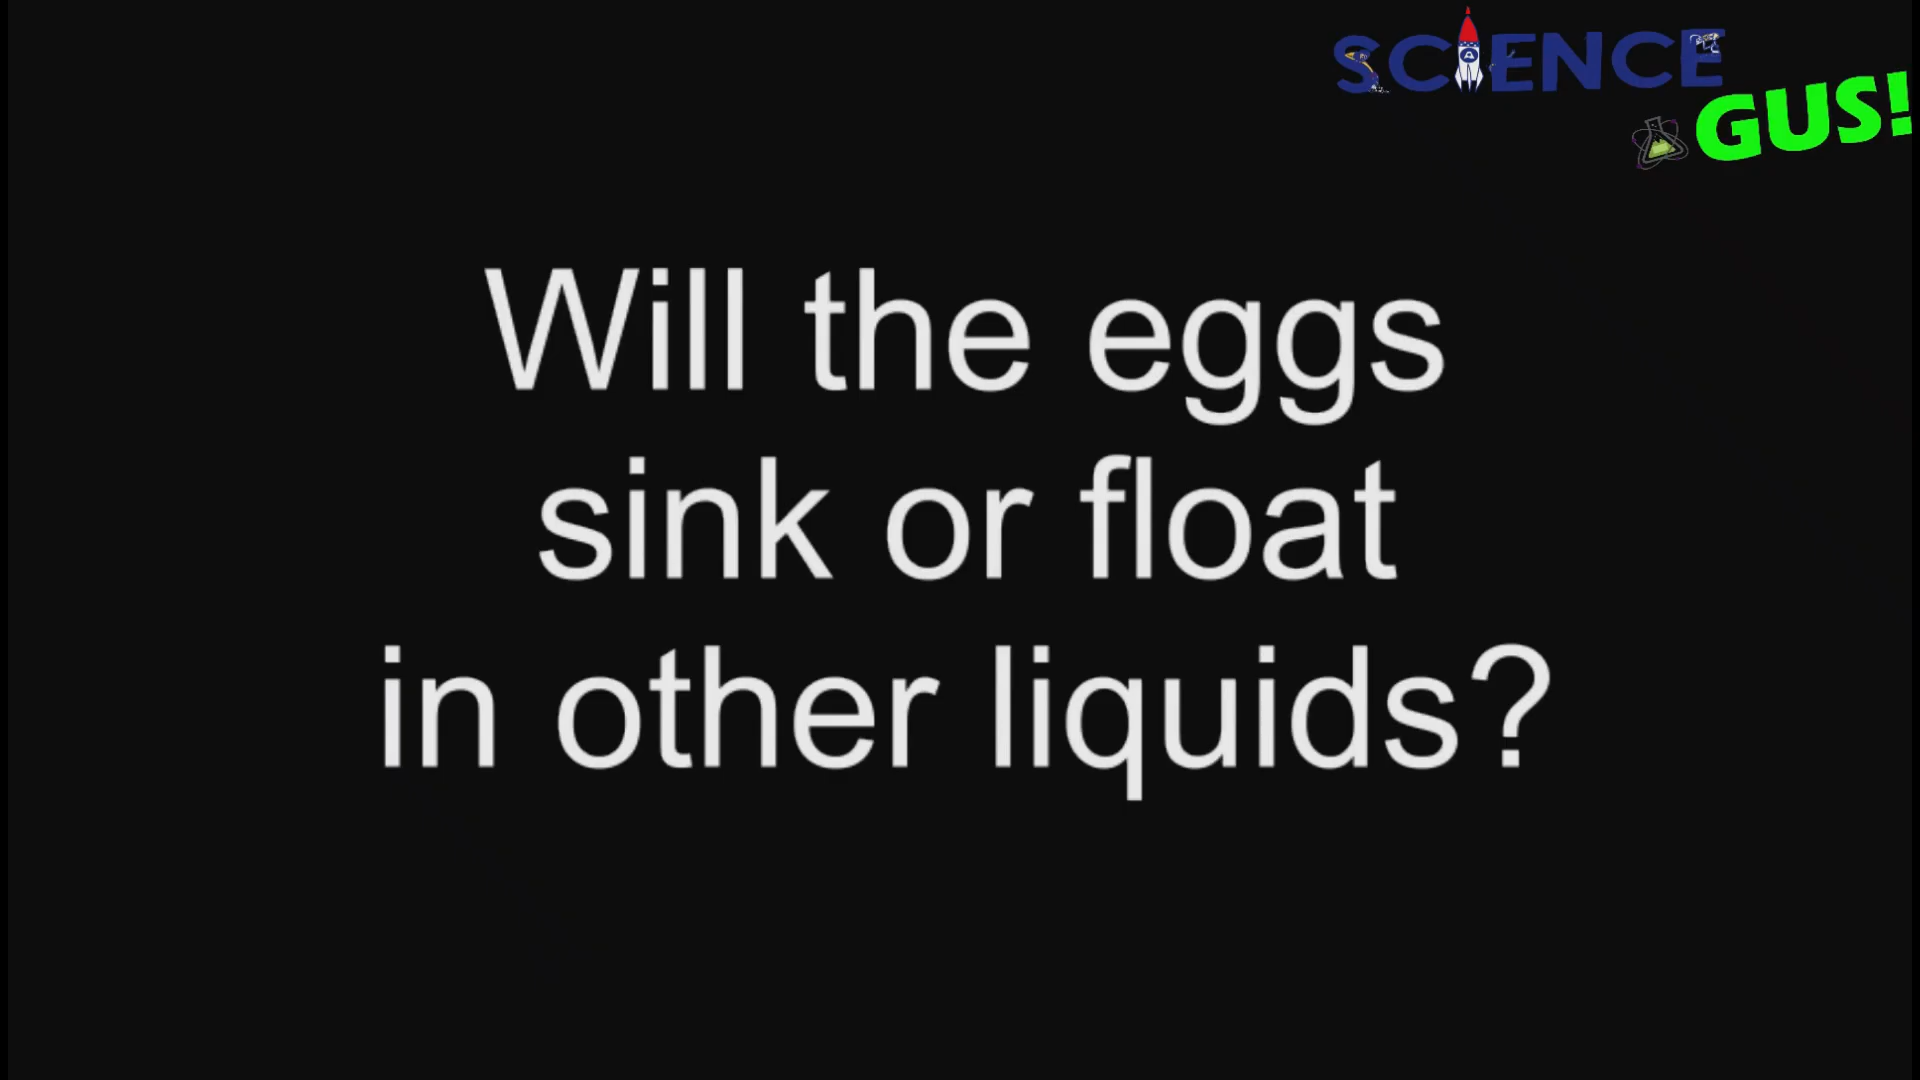 SCIENCE
GUS!
Will the eggs
sink or float
in other liquids?